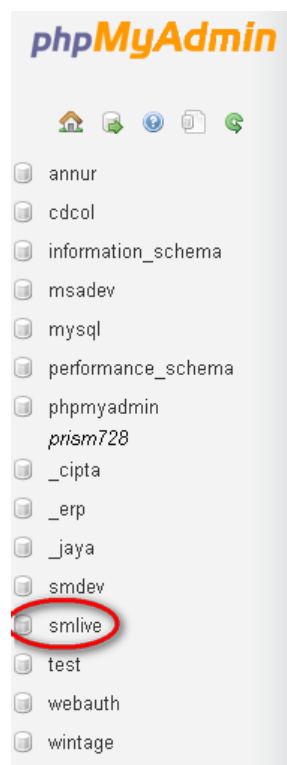 phpMyAdmin
annur
cdcol
information_schema
msadev
mysql
performance_schema
phpmyadmin
prism728
_cipta
_erp
_jaya
smdev
smlive
test
webauth
wintage